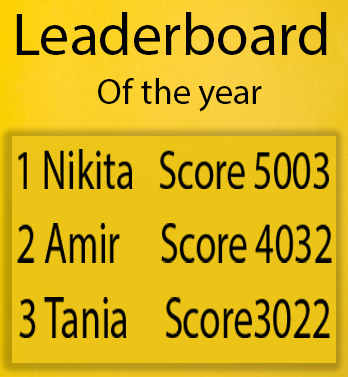 Leaderboard
Of the year
1 Nikita Score 5003
2 Amir Score 4032
3 Tania Score3022